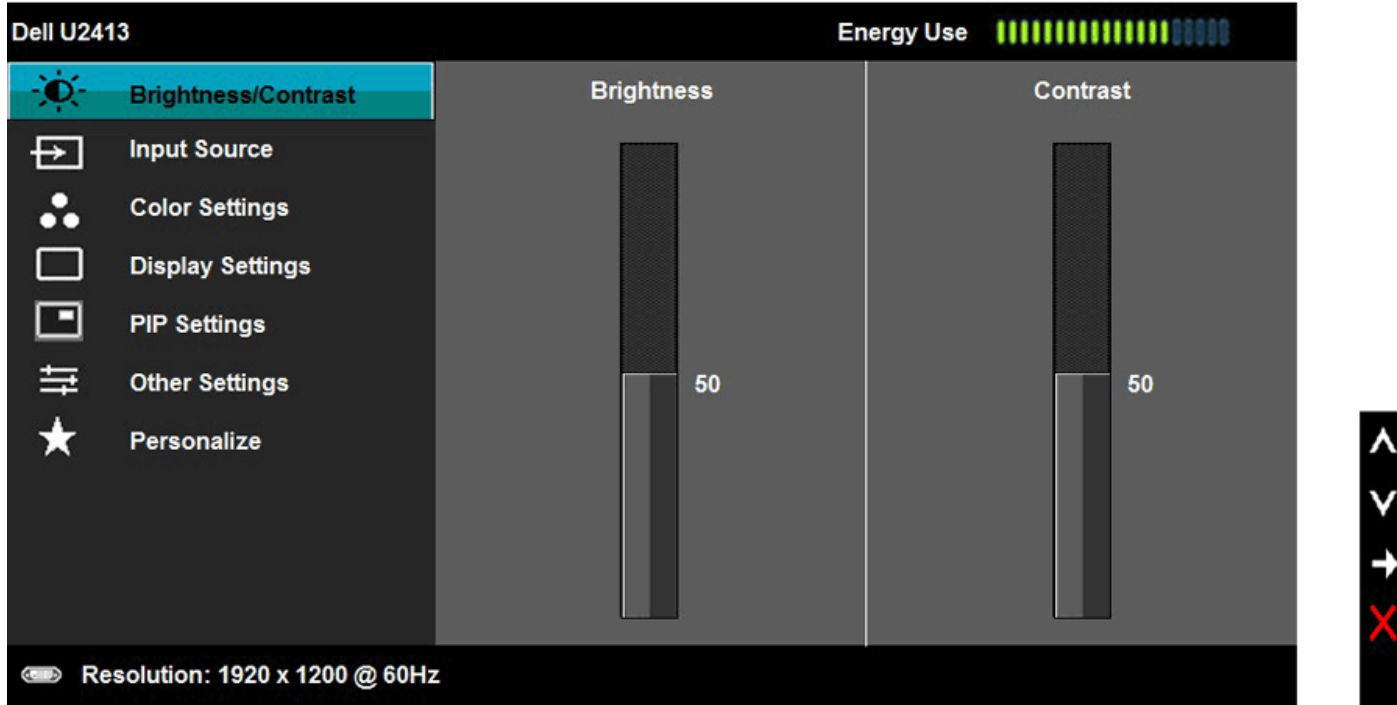 Dell U2413
Energy Use
Brightness/Contrast
Input Source
Color Settings
Display Settings
PIP Settings
Other Settings
Personalize
Brightness
50
Contrast
50
Resolution: 1920 x 1200 @ 60Hz